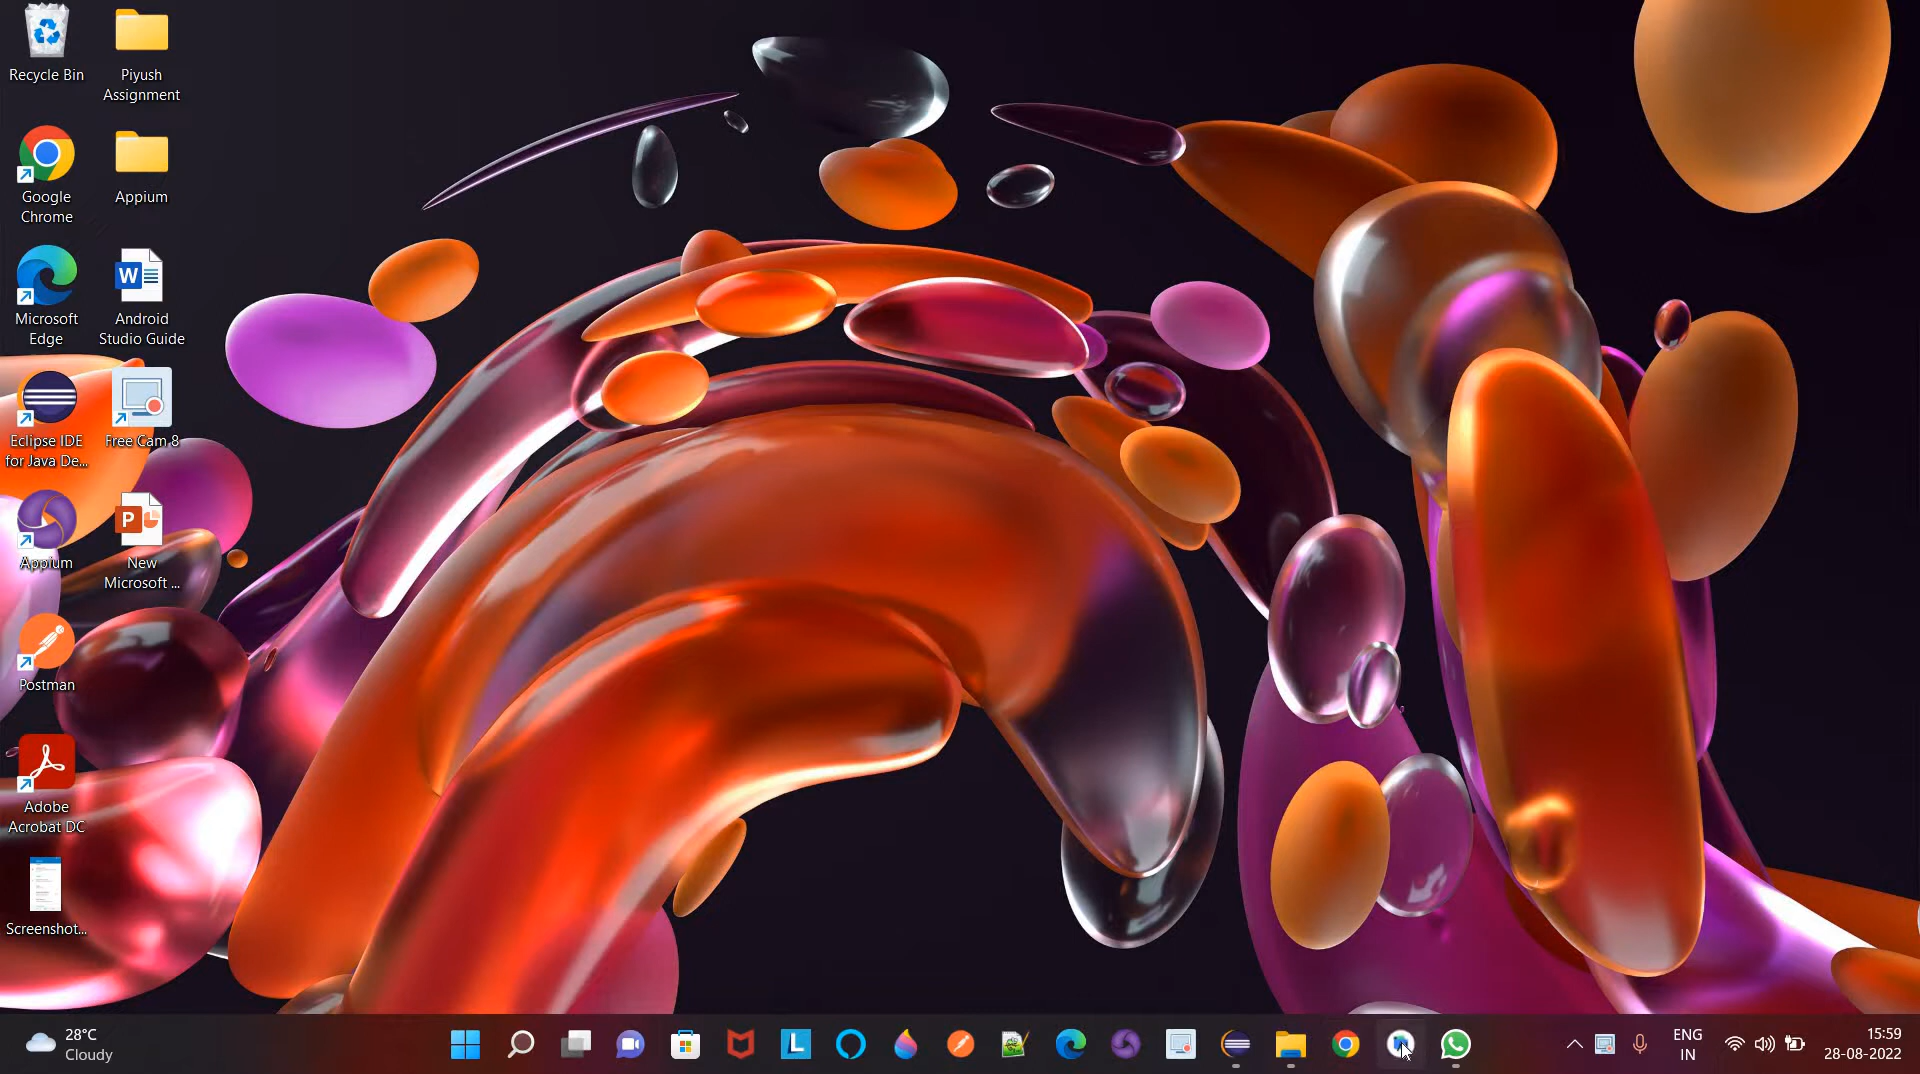 Recycle Bin
Piyush
Assignment
Google
Chrome
Appium
Microsoft
Edge
Android
Studio Guide
Eclipse IDE
for Java De...
Free Cam 8
Appium
New
Microsoft ...
Postman
Adobe
Acrobat DC
Screenshot...
28°C
Cloudy
ENG
IN
15:59
28-08-2022